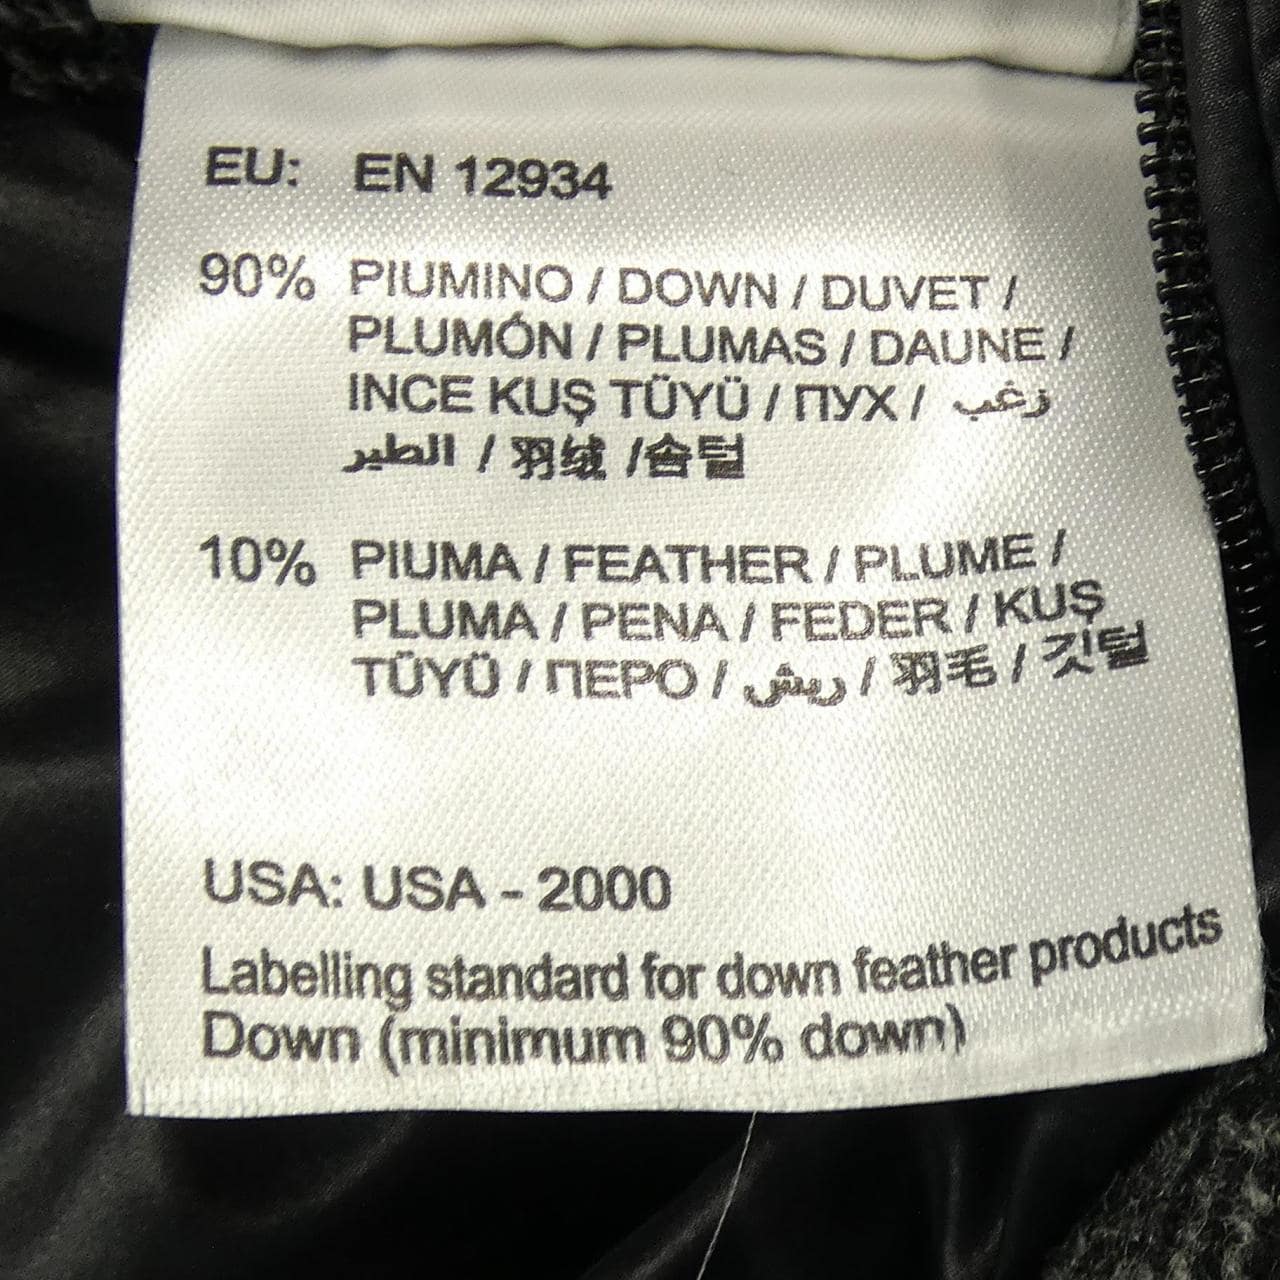 EU: EN 12934
90% PIUMINO / DOWN / DUVET /
PLUMÓN / PLUMAS / DAUNE /
INCE KUŞ TÜYÜ / ПУХ / زغب
الطير / 羽绒 /솜털
10% PIUMA / FEATHER / PLUME /
PLUMA / PENA / FEDER / KUŞ
TÜYÜ / ПЕРО / ريش / 羽毛 / 깃털
USA: USA - 2000
Labelling standard for down feather products
Down (minimum 90% down)